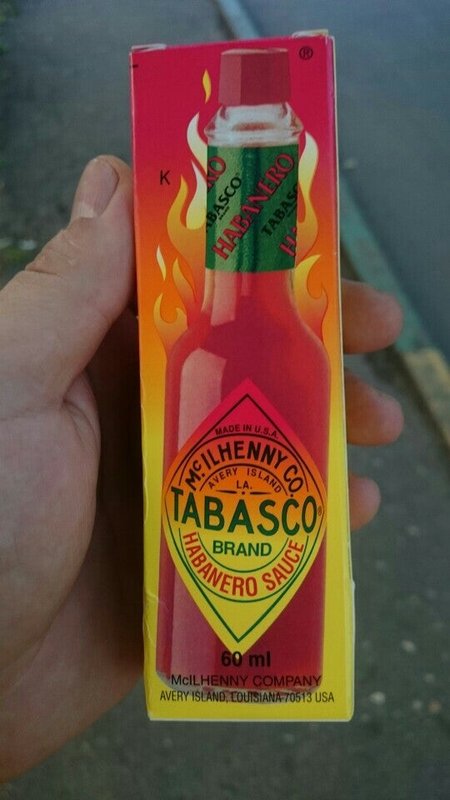 ®
K
TABASCO
HABANERO
TABASC
MADE IN U.S.A.
McILHENNY CO.
AVERY ISLAND
LA.
TABASCO®
BRAND
HABANERO SAUCE
60 ml
McILHENNY COMPANY
AVERY ISLAND, LOUISIANA 70513 USA